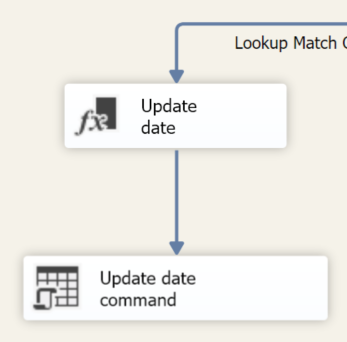 Lookup Match
Update
date
Update date
command